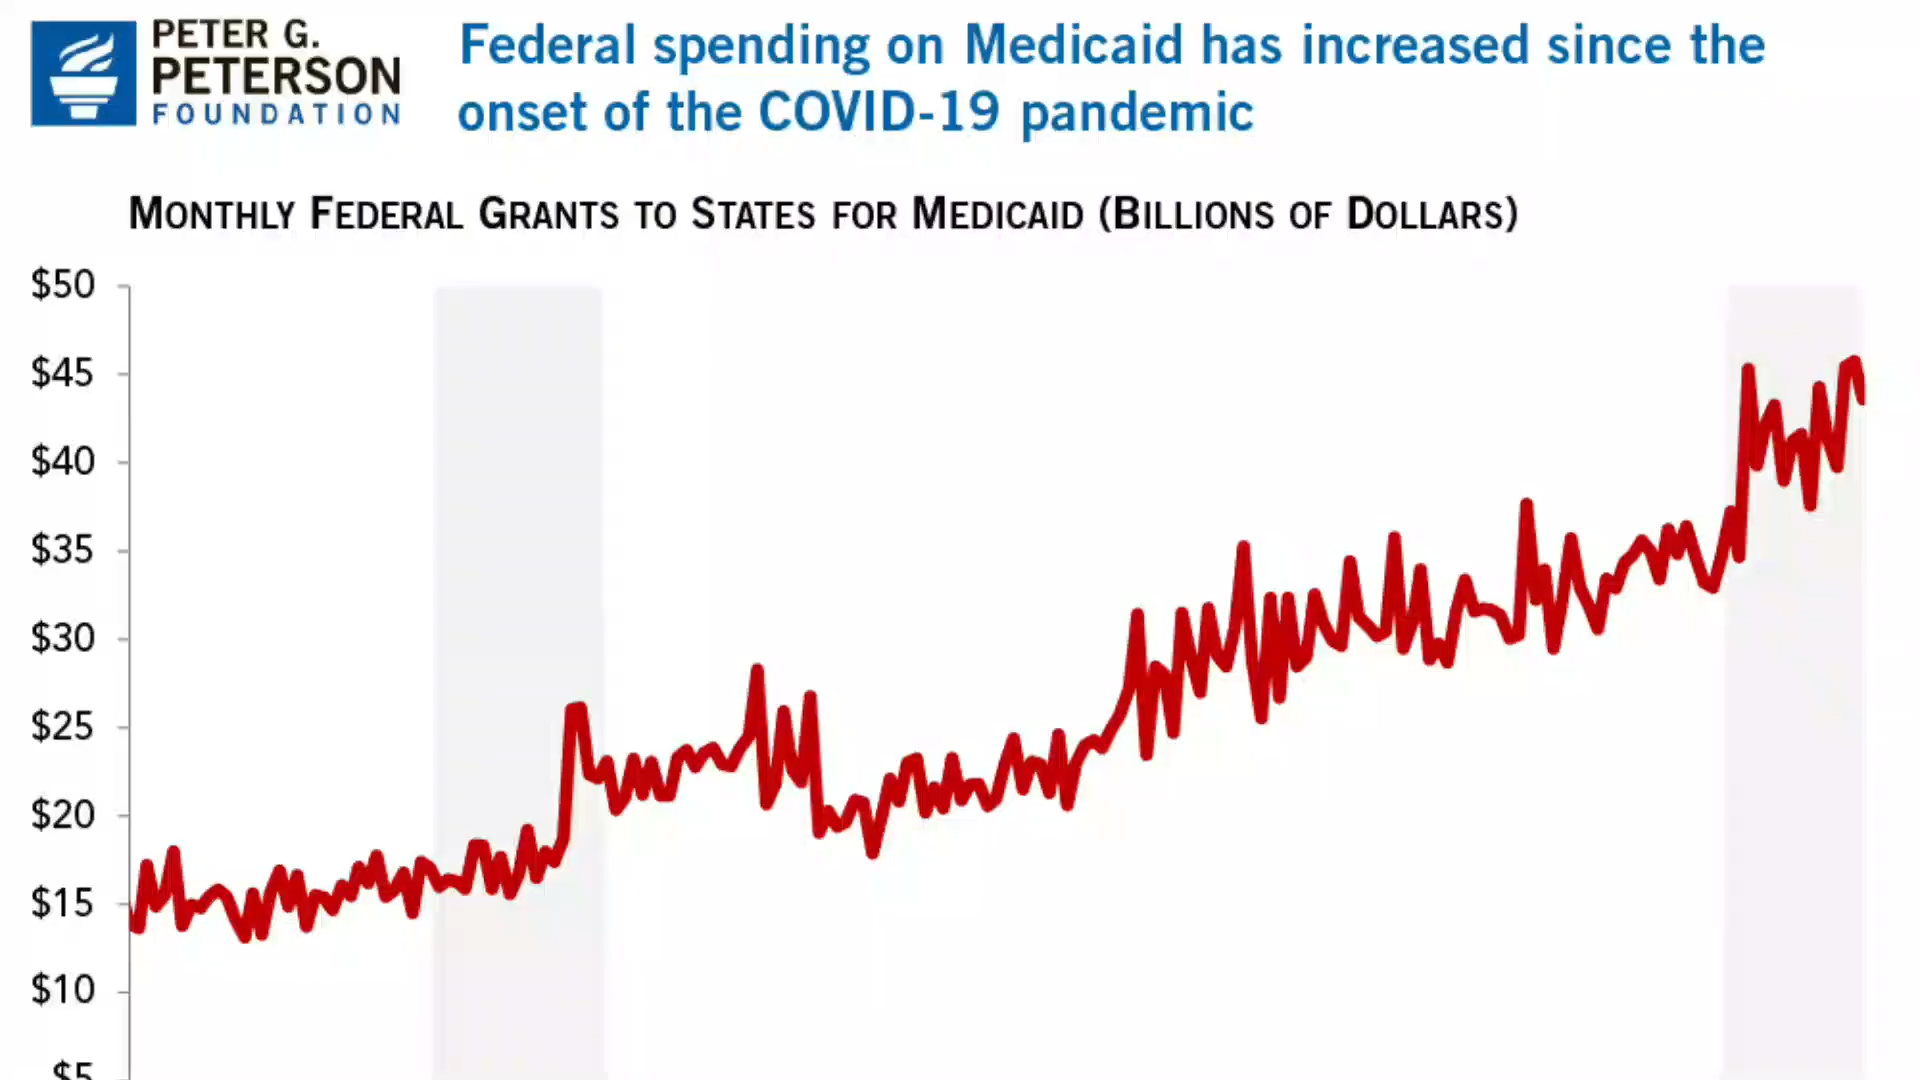 PETER G.
PETERSON
FOUNDATION
Federal spending on Medicaid has increased since the
onset of the COVID-19 pandemic
MONTHLY FEDERAL GRANTS TO STATES FOR MEDICAID (BILLIONS OF DOLLARS)
$50
$45
$40
$35
$30
$25
$20
$15
$10
$5